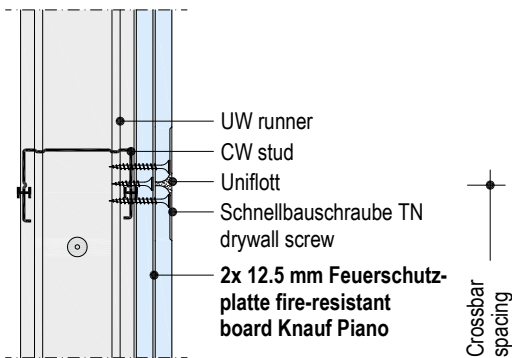 UW runner
CW stud
Uniflott
Schnellbauschraube TN
drywall screw
2x 12.5 mm Feuerschutz-
platte fire-resistant
board Knauf Piano
Crossbar
spacing